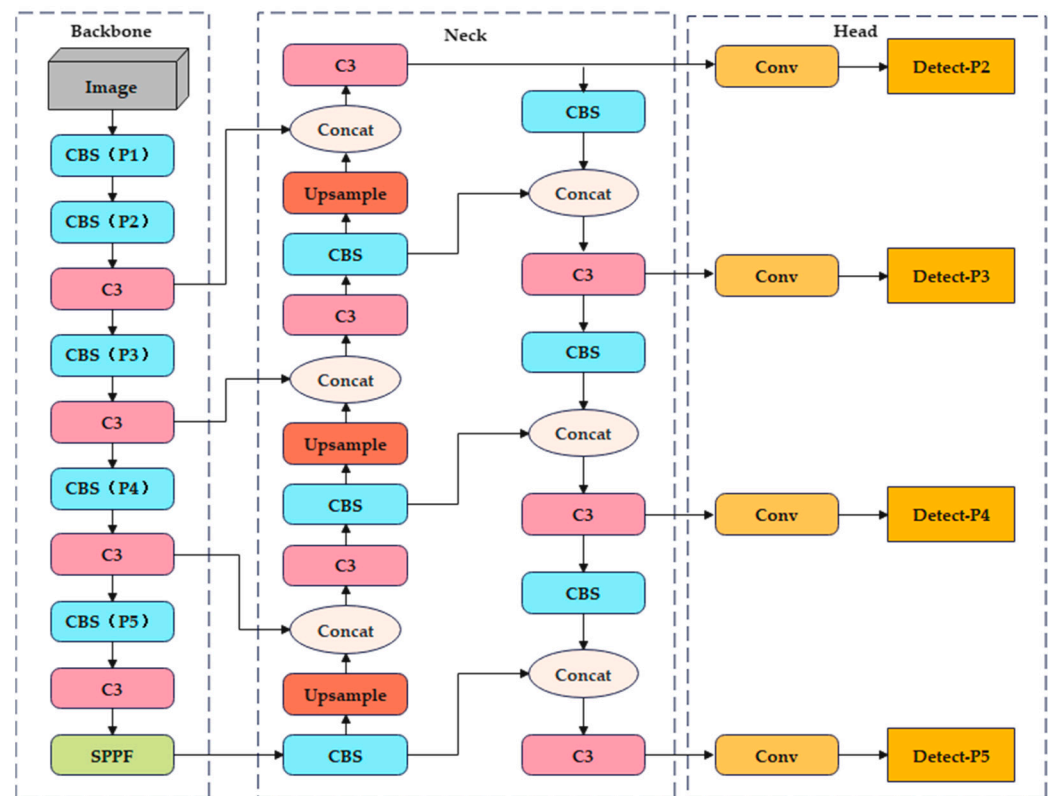 Backbone
Image
CBS（P1）
CBS（P2）
C3
CBS（P3）
C3
CBS（P4）
C3
CBS（P5）
C3
SPPF
Neck
C3
Concat
Upsample
CBS
C3
Concat
Upsample
CBS
C3
Concat
Upsample
CBS
CBS
Concat
C3
CBS
Concat
C3
CBS
Concat
C3
Head
Conv
Detect-P2
Conv
Detect-P3
Conv
Detect-P4
Conv
Detect-P5